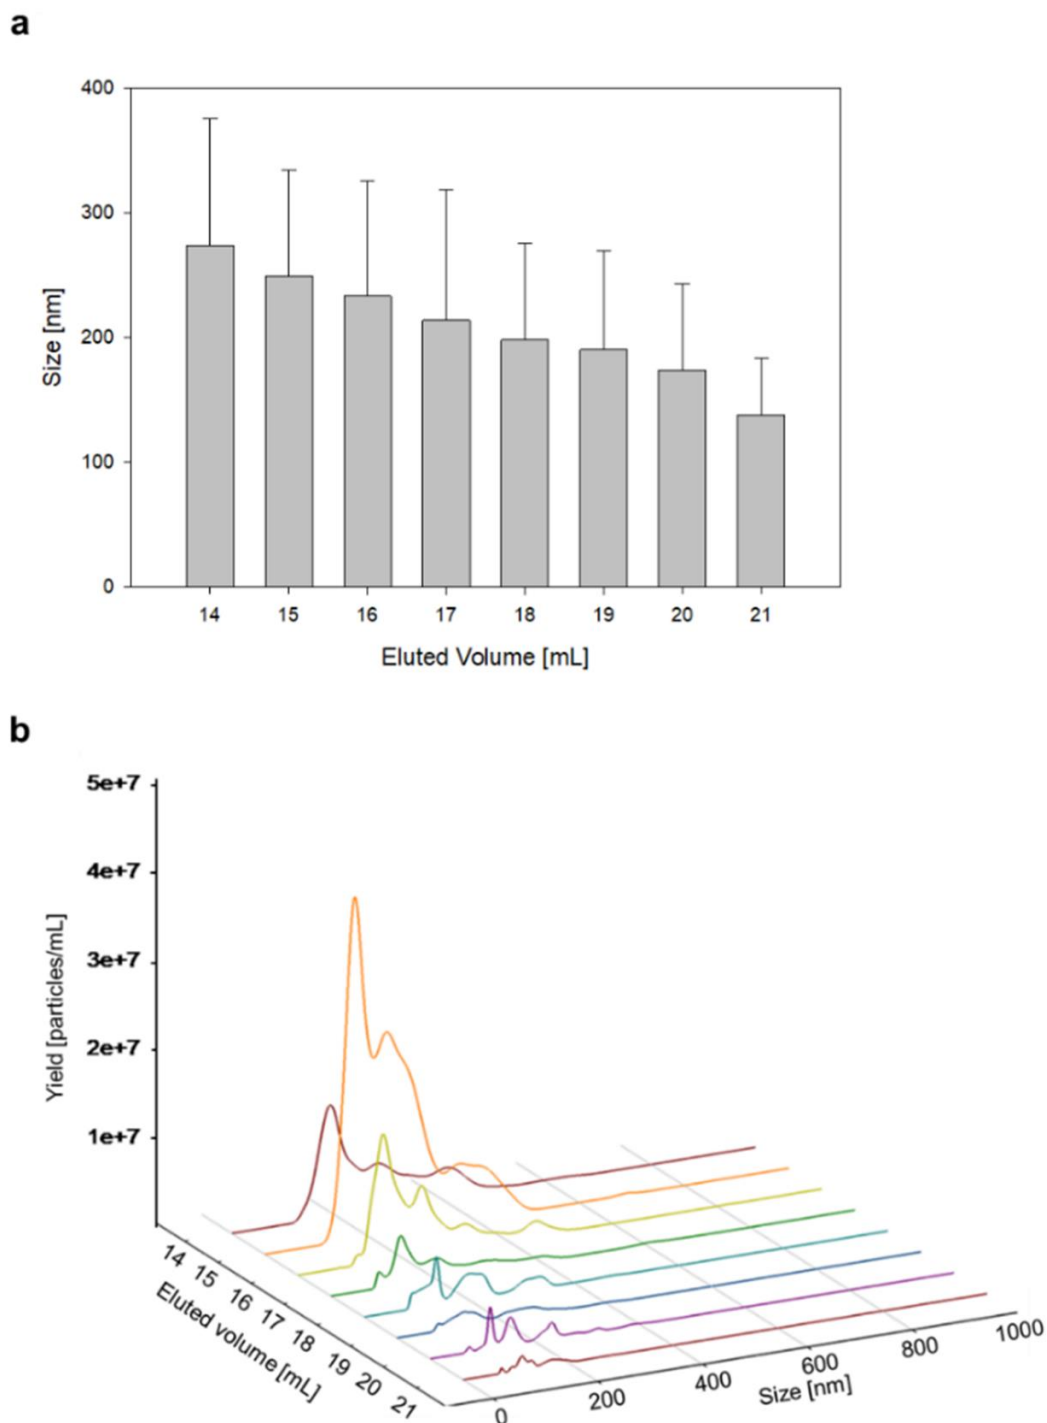 a
400
300
200
100
0
Size [nm]
14 15 16 17 18 19 20 21
Eluted Volume [mL]
b
5e+7
4e+7
3e+7
2e+7
1e+7
Yield [particles/mL]
14 15 16 17 18 19 20 21
Eluted volume [mL]
0 200 400 600 800 1000
Size [nm]